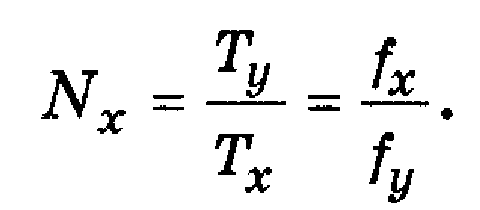 N_x = T_y / T_x = f_x / f_y.